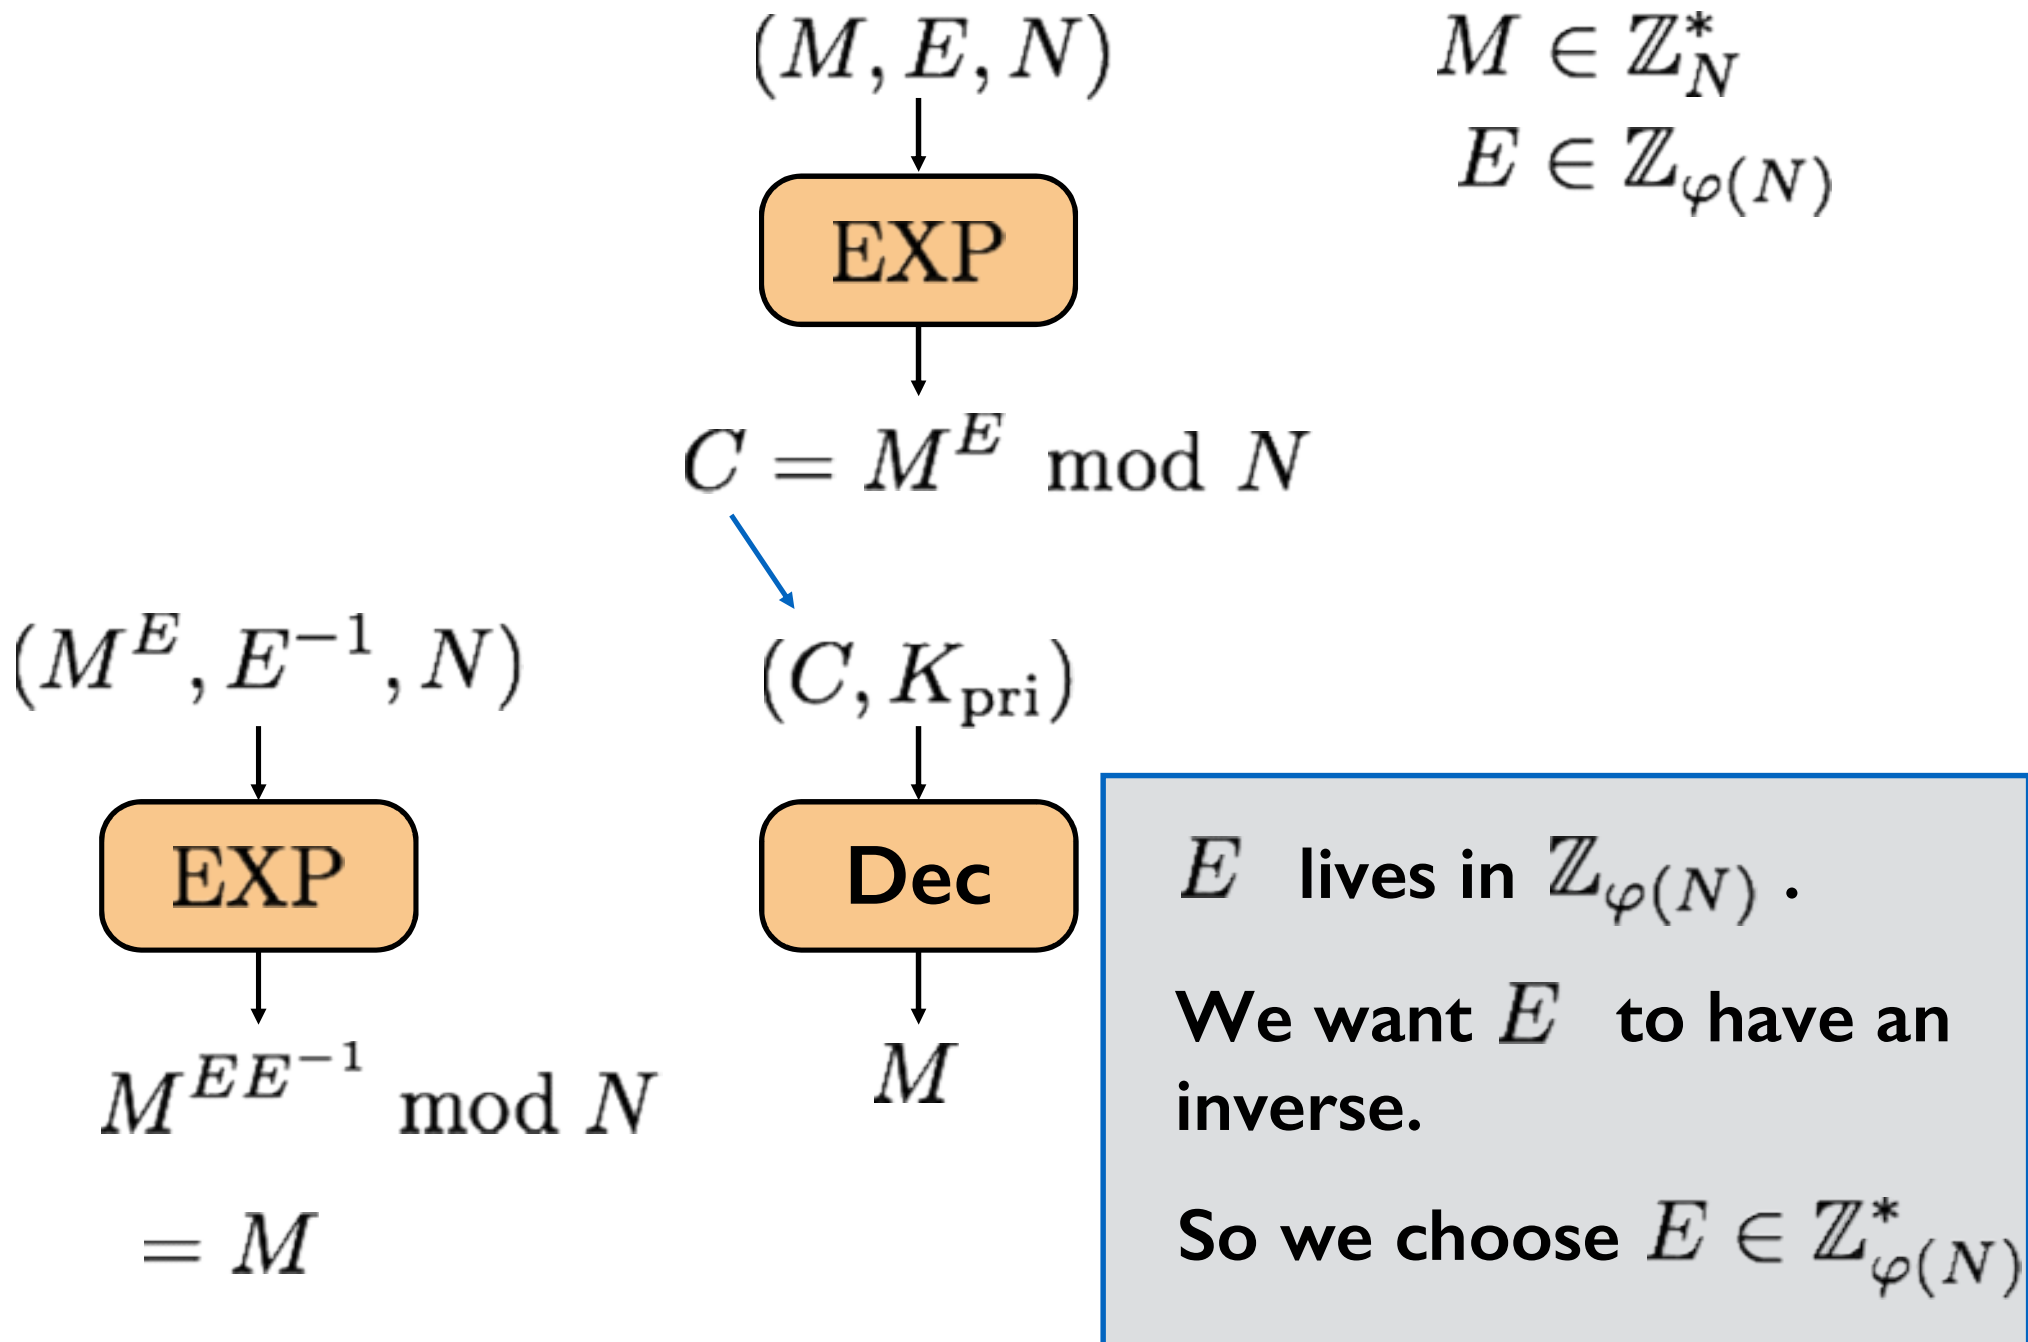 (M, E, N)
M ∈ ℤ*_N
E ∈ ℤ_φ(N)
EXP
C = M^E mod N
(M^E, E^−1, N)
EXP
M^{EE^−1} mod N
= M
(C, K_pri)
Dec
M
E lives in ℤ_φ(N) .
We want E to have an
inverse.
So we choose E ∈ ℤ*_φ(N)